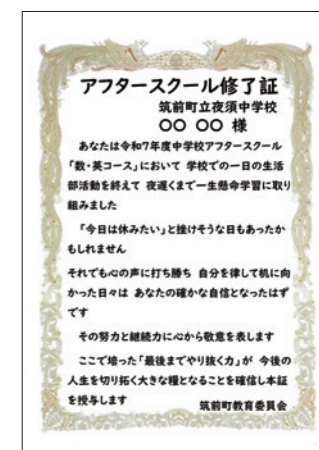 アフタースクール修了証
筑前町立夜須中学校
〇〇 〇〇 様
あなたは令和7年度中学校アフタースクール
「数・英コース」において 学校での一日の生活
部活動を終えて 夜遅くまで一生懸命学習に取り
組みました
「今日は休みたい」と挫けそうな日もあったか
もしれません
それでも心の声に打ち勝ち 自分を律して机に向
かった日々は あなたの確かな自信となったはず
です
その努力と継続力に心から敬意を表します
ここで培った「最後までやり抜く力」が 今後の
人生を切り拓く大きな糧となることを確信し本証
を授与します
筑前町教育委員会